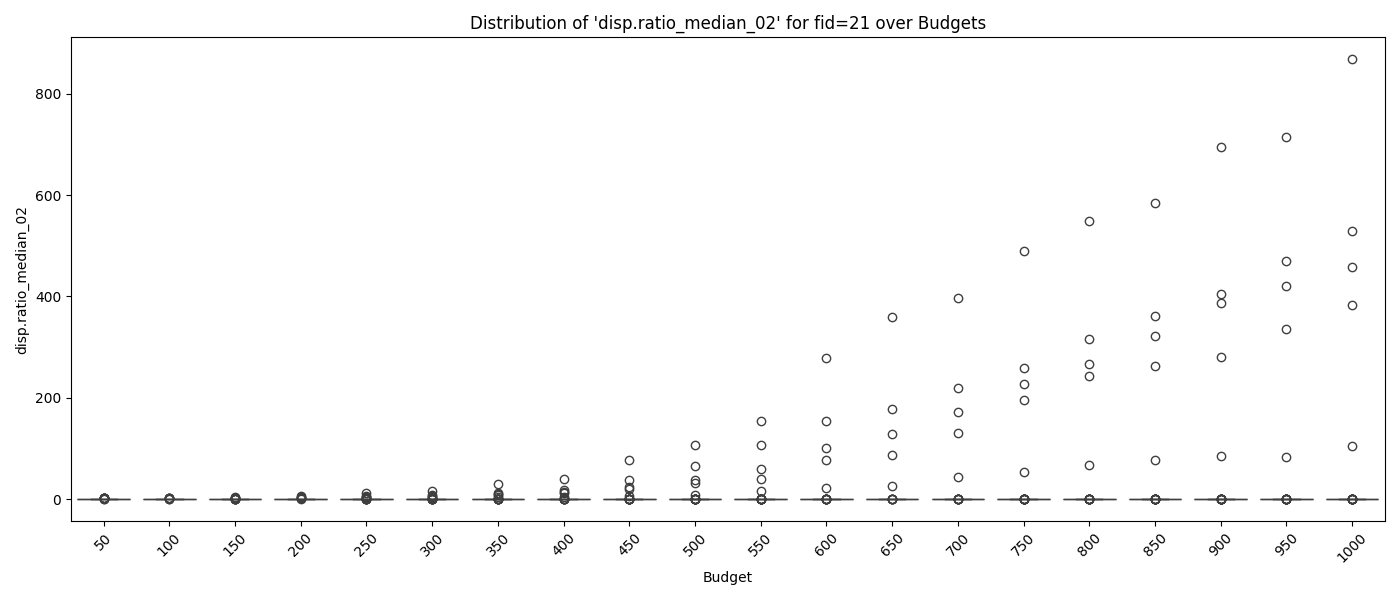 Distribution of 'disp.ratio_median_02' for fid=21 over Budgets
disp.ratio_median_02
800
600
400
200
0
50 100 150 200 250 300 350 400 450 500 550 600 650 700 750 800 850 900 950 1000
Budget